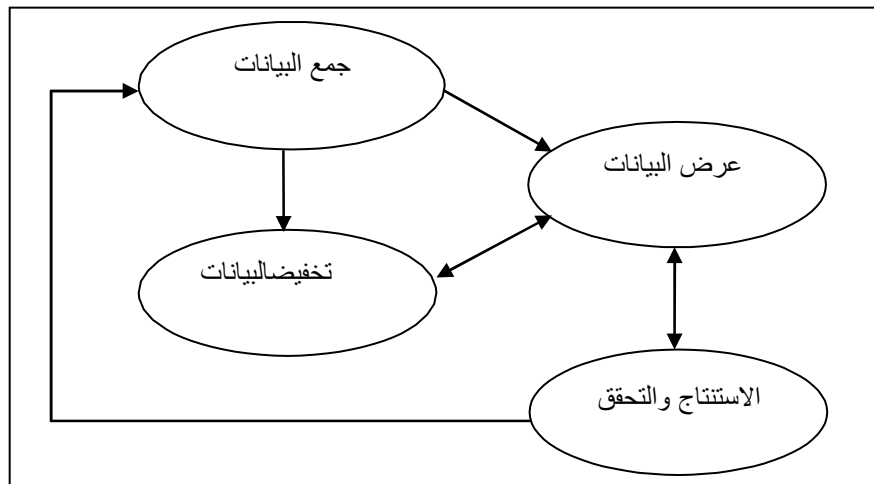 جمع البيانات
عرض البيانات
تخفيضالبيانات
الاستنتاج والتحقق